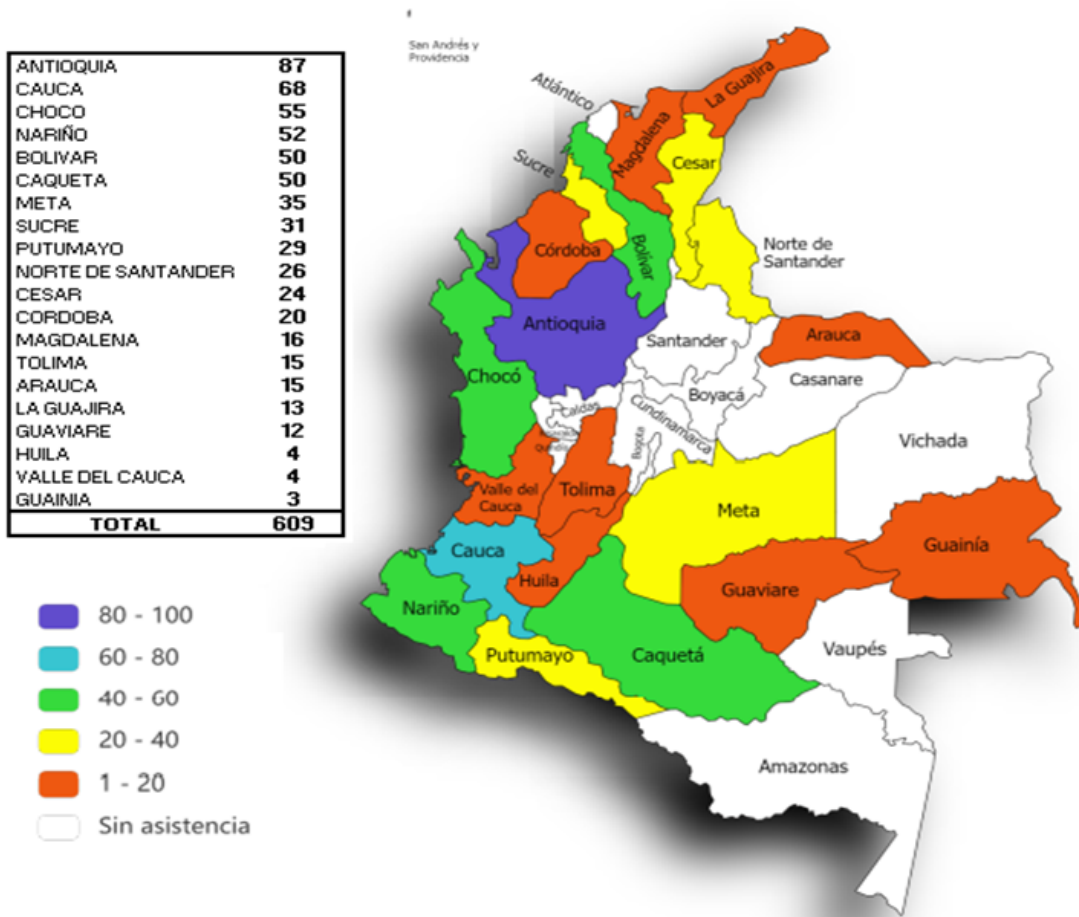 San Andrés y
Providencia
ANTIOQUIA 87
CAUCA 68
CHOCO 55
NARIÑO 52
BOLIVAR 50
CAQUETA 50
META 35
SUCRE 31
PUTUMAYO 29
NORTE DE SANTANDER 26
CESAR 24
CORDOBA 20
MAGDALENA 16
TOLIMA 15
ARAUCA 15
LA GUAJIRA 13
GUAVIARE 12
HUILA 4
VALLE DEL CAUCA 4
GUAINIA 3
TOTAL 609
80 - 100
60 - 80
40 - 60
20 - 40
1 - 20
Sin asistencia
La Guajira
Atlántico
Magdalena
Cesar
Sucre
Bolívar
Córdoba
Norte de
Santander
Antioquia
Santander
Arauca
Chocó
Boyacá
Casanare
Caldas
Cundinamarca
Bogota
Vichada
Valle del
Cauca
Tolima
Meta
Cauca
Guainía
Huila
Guaviare
Nariño
Putumayo
Caquetá
Vaupés
Amazonas